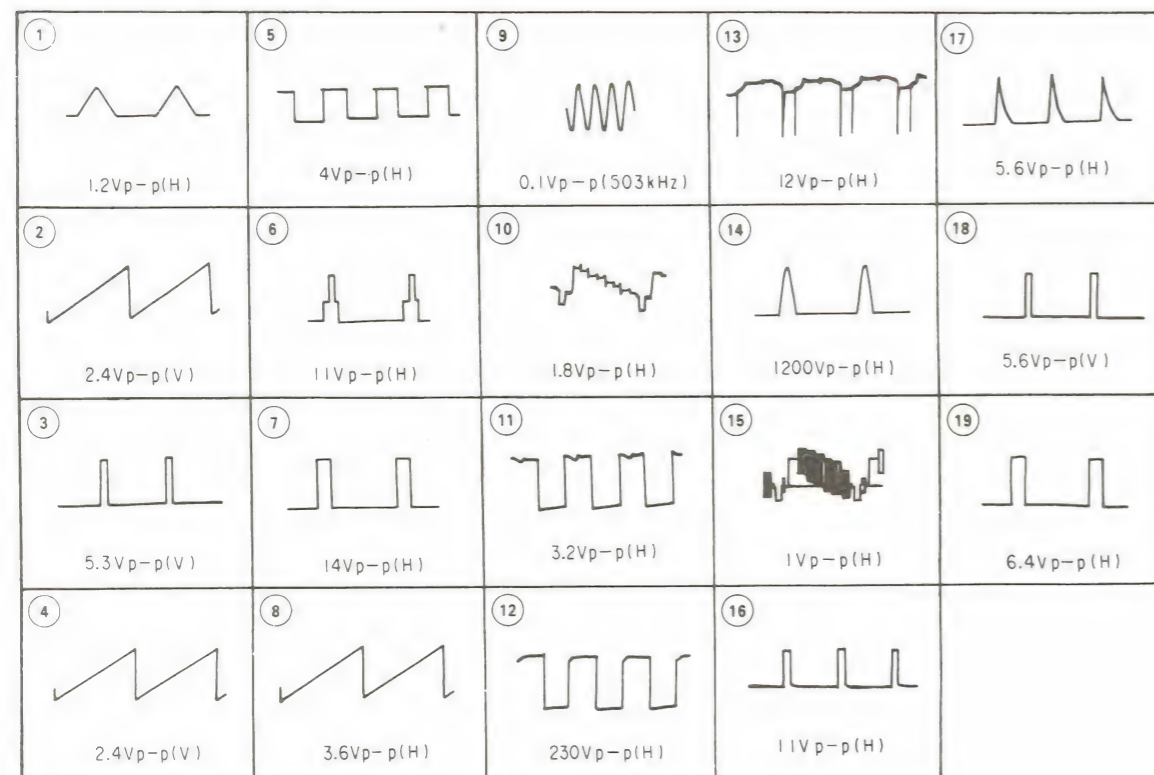 1
1.2Vp-p(H)
2
2.4Vp-p(V)
3
5.3Vp-p(V)
4
2.4Vp-p(V)
5
4Vp-p(H)
6
11Vp-p(H)
7
14Vp-p(H)
8
3.6Vp-p(H)
9
0.1Vp-p(503kHz)
10
1.8Vp-p(H)
11
3.2Vp-p(H)
12
230Vp-p(H)
13
12Vp-p(H)
14
1200Vp-p(H)
15
1Vp-p(H)
16
11Vp-p(H)
17
5.6Vp-p(H)
18
5.6Vp-p(V)
19
6.4Vp-p(H)